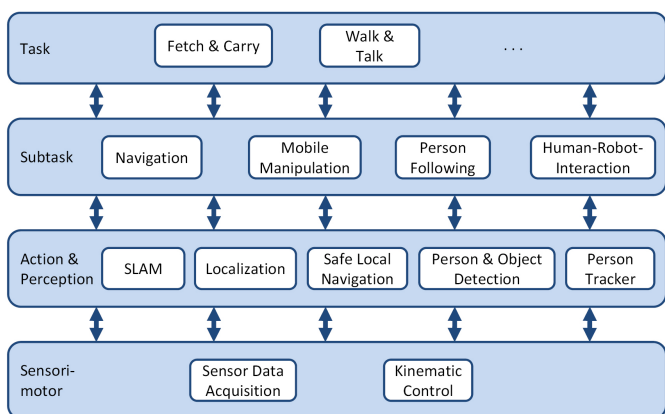 Task
Fetch & Carry
Walk &
Talk
. . .
Subtask
Navigation
Mobile
Manipulation
Person
Following
Human-Robot-
Interaction
Action &
Perception
SLAM
Localization
Safe Local
Navigation
Person & Object
Detection
Person
Tracker
Sensori-
motor
Sensor Data
Acquisition
Kinematic
Control